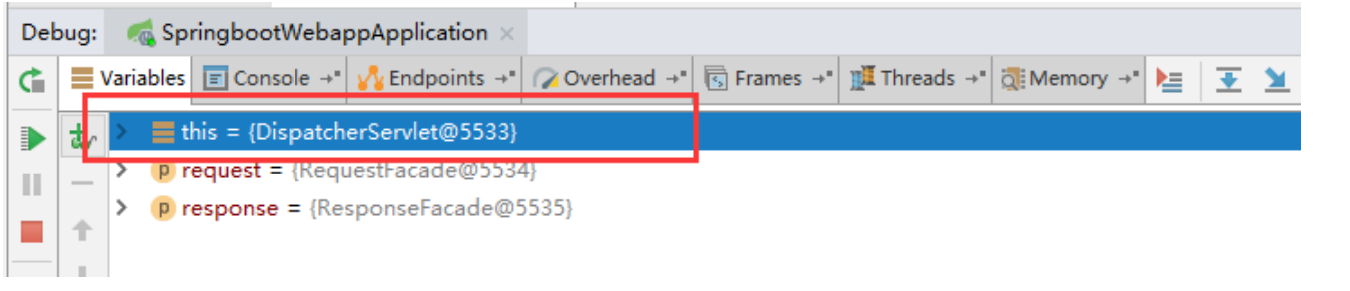 Debug: SpringbootWebappApplication ×
Variables Console →" Endpoints →" Overhead →" Frames →" Threads →" Memory →"
this = {DispatcherServlet@5533}
p request = {RequestFacade@5534}
p response = {ResponseFacade@5535}